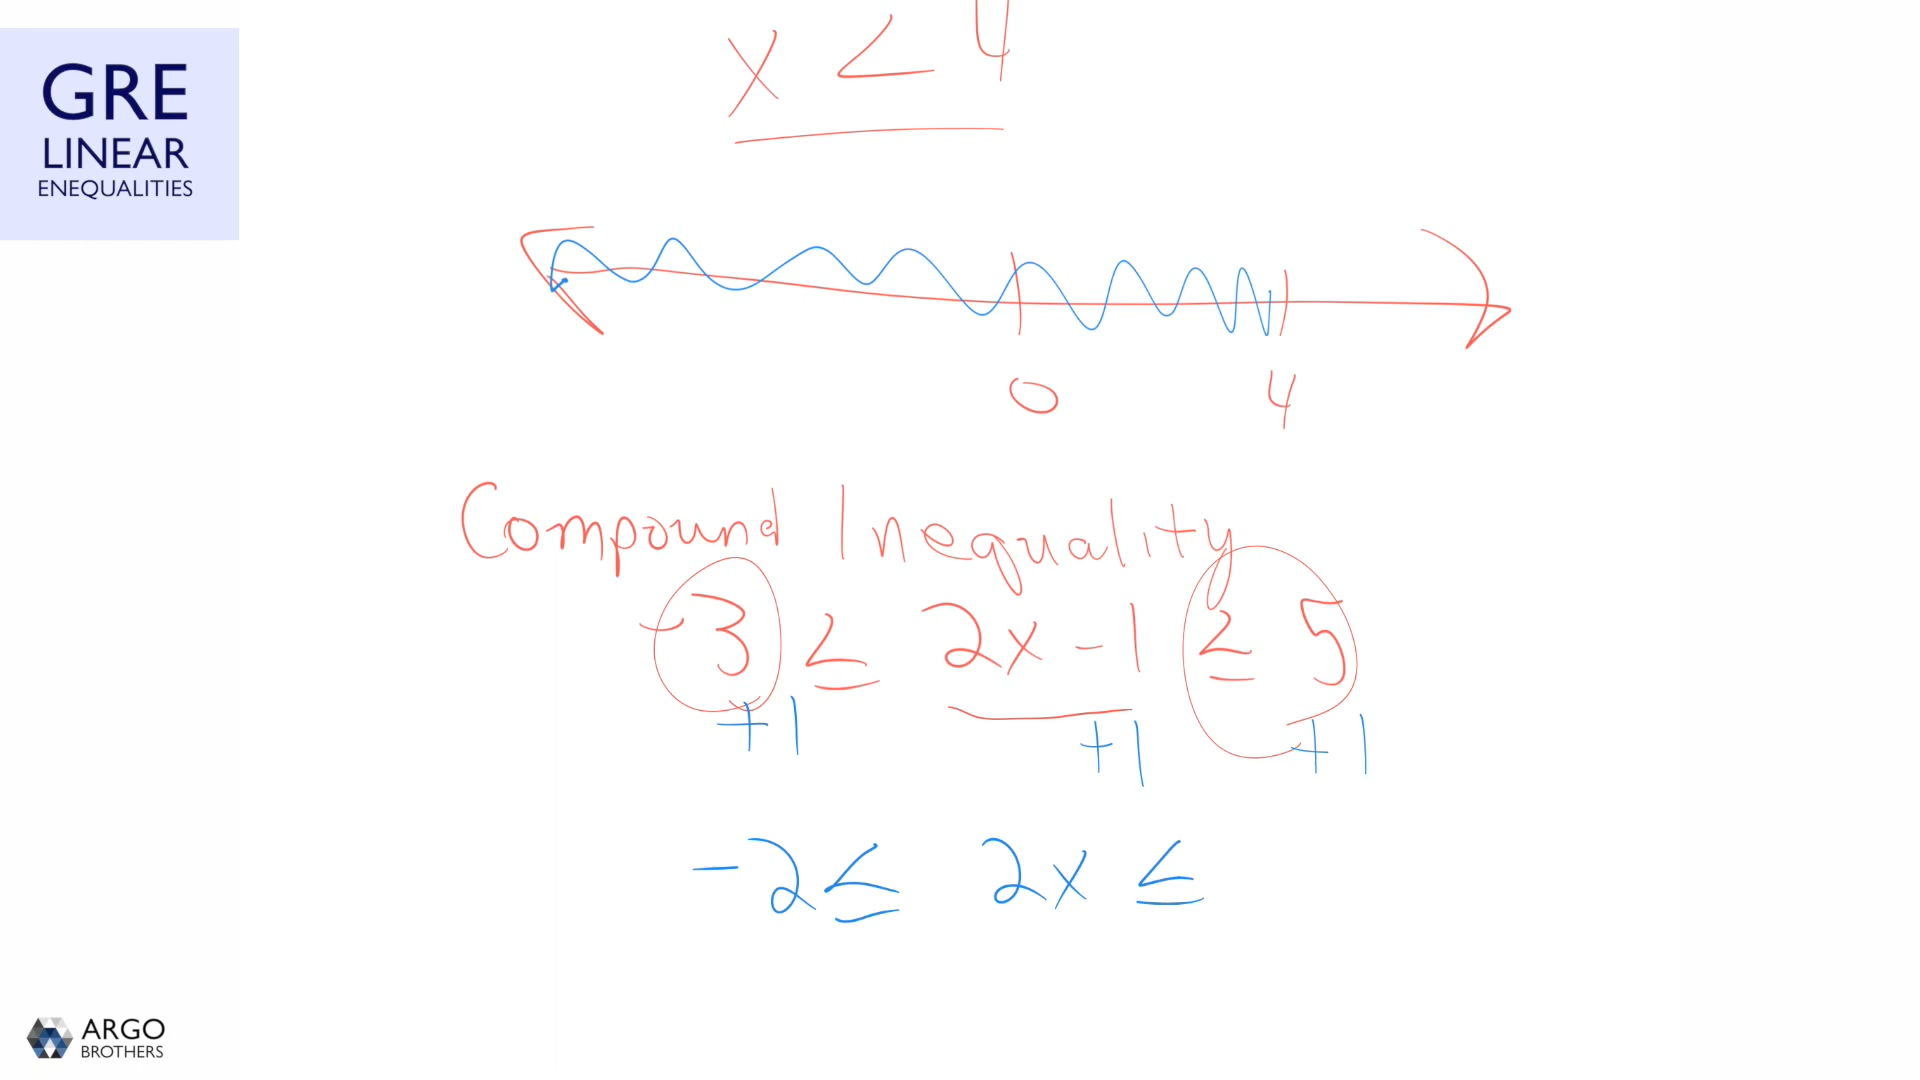 GRE
LINEAR
ENEQUALITIES
x < 4
0 4
Compound Inequality
-3 ≤ 2x - 1 ≤ 5
+1 +1 +1
-2 ≤ 2x ≤
ARGO
BROTHERS